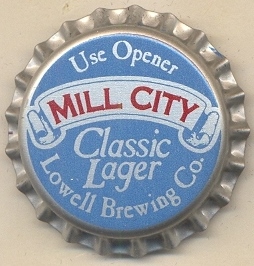 Use Opener
MILL CITY
Classic
Lager
Lowell Brewing Co.